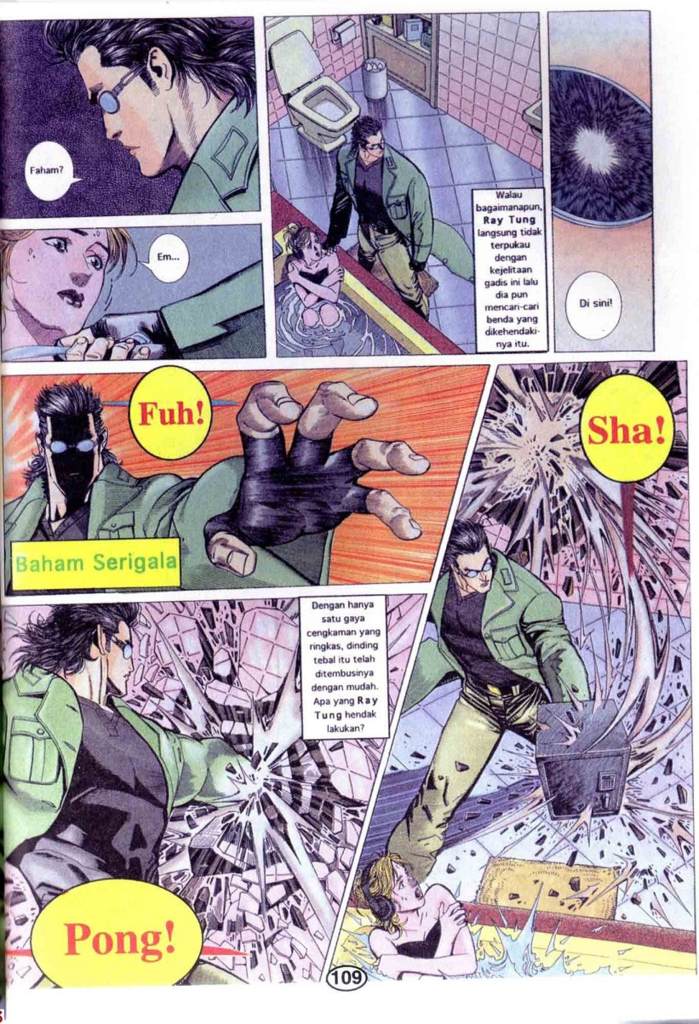 Faham?
Walau
bagaimanapun,
Ray Tung
langsung tidak
terpukau
dengan
kejelitaan
gadis ini lalu
dia pun
mencari-cari
benda yang
dikehendaki-
nya itu.
Em...
Di sini!
Fuh!
Baham Serigala
Sha!
Dengan hanya
satu gaya
cengkaman yang
ringkas, dinding
tebal itu telah
ditembusinya
dengan mudah.
Apa yang Ray
Tung hendak
lakukan?
Pong!
109